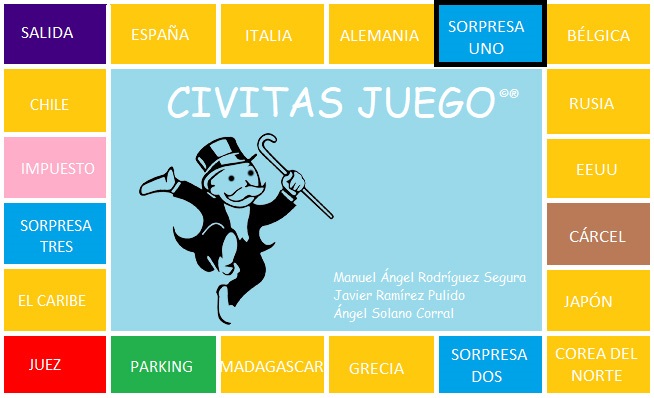 SALIDA
ESPAÑA
ITALIA
ALEMANIA
SORPRESA
UNO
BÉLGICA
CHILE
CIVITAS JUEGO ©®
RUSIA
IMPUESTO
EEUU
SORPRESA
TRES
CÁRCEL
EL CARIBE
Manuel Ángel Rodríguez Segura
Javier Ramírez Pulido
Ángel Solano Corral
JAPÓN
JUEZ
PARKING
MADAGASCAR
GRECIA
SORPRESA
DOS
COREA DEL
NORTE